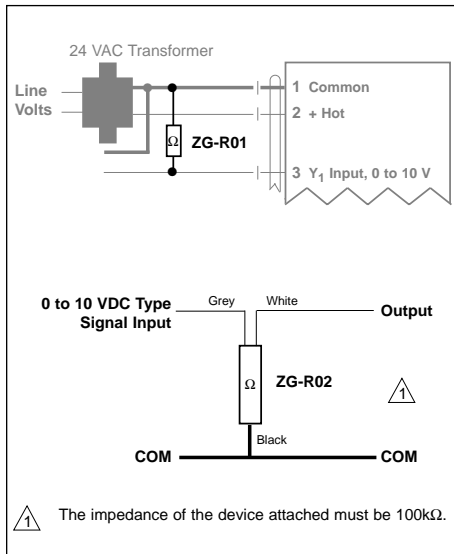 24 VAC Transformer
Line
Volts
1 Common
2 + Hot
Ω ZG-R01
3 Y1 Input, 0 to 10 V
0 to 10 VDC Type
Signal Input
Grey
White
Output
Ω ZG-R02
1
Black
COM
COM
1 The impedance of the device attached must be 100kΩ.